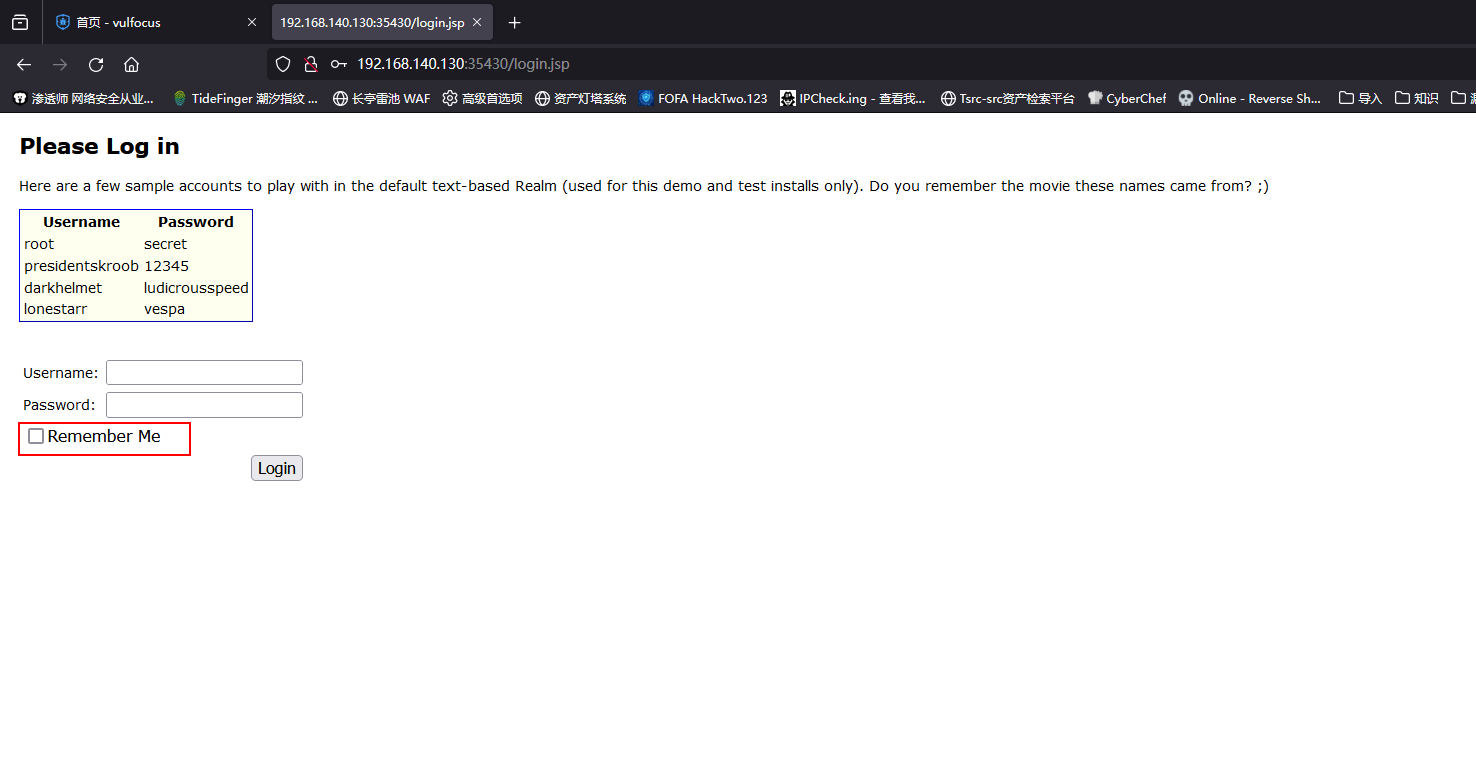 首页 - vulfocus
192.168.140.130:35430/login.jsp
192.168.140.130:35430/login.jsp
渗透师 网络安全从业...
TideFinger 潮汐指纹 ...
长亭雷池 WAF
高级首选项
资产灯塔系统
FOFA HackTwo.123
IPCheck.ing - 查看我...
Tsrc-src资产检索平台
CyberChef
Online - Reverse Sh...
导入
知识
Please Log in
Here are a few sample accounts to play with in the default text-based Realm (used for this demo and test installs only). Do you remember the movie these names came from? ;)
Username Password
root secret
presidentskroob 12345
darkhelmet ludicrousspeed
lonestarr vespa
Username:
Password:
Remember Me
Login